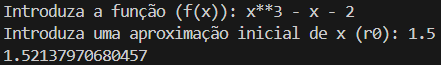 Introduza a função (f(x)): x**3 - x - 2
Introduza uma aproximação inicial de x (r0): 1.5
1.52137970680457